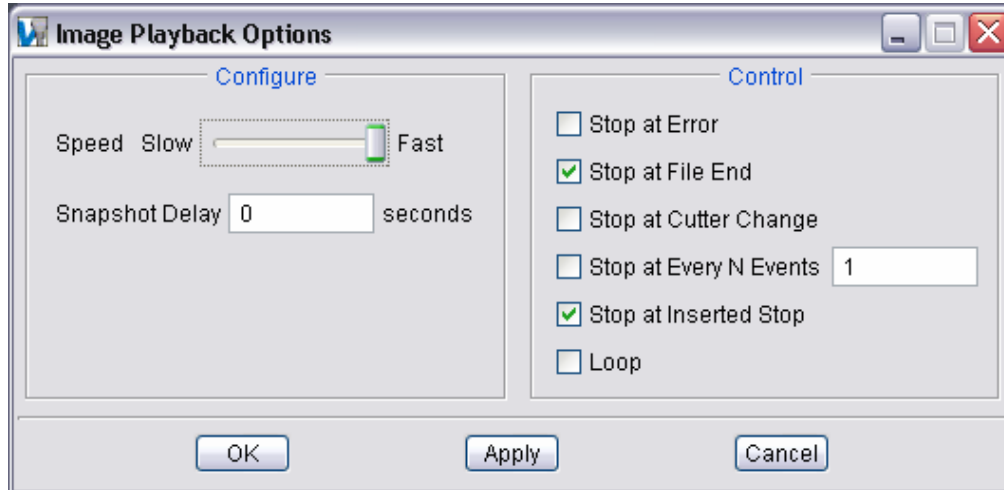 Image Playback Options
Configure
Speed Slow Fast
Snapshot Delay 0 seconds
Control
Stop at Error
Stop at File End
Stop at Cutter Change
Stop at Every N Events 1
Stop at Inserted Stop
Loop
OK Apply Cancel